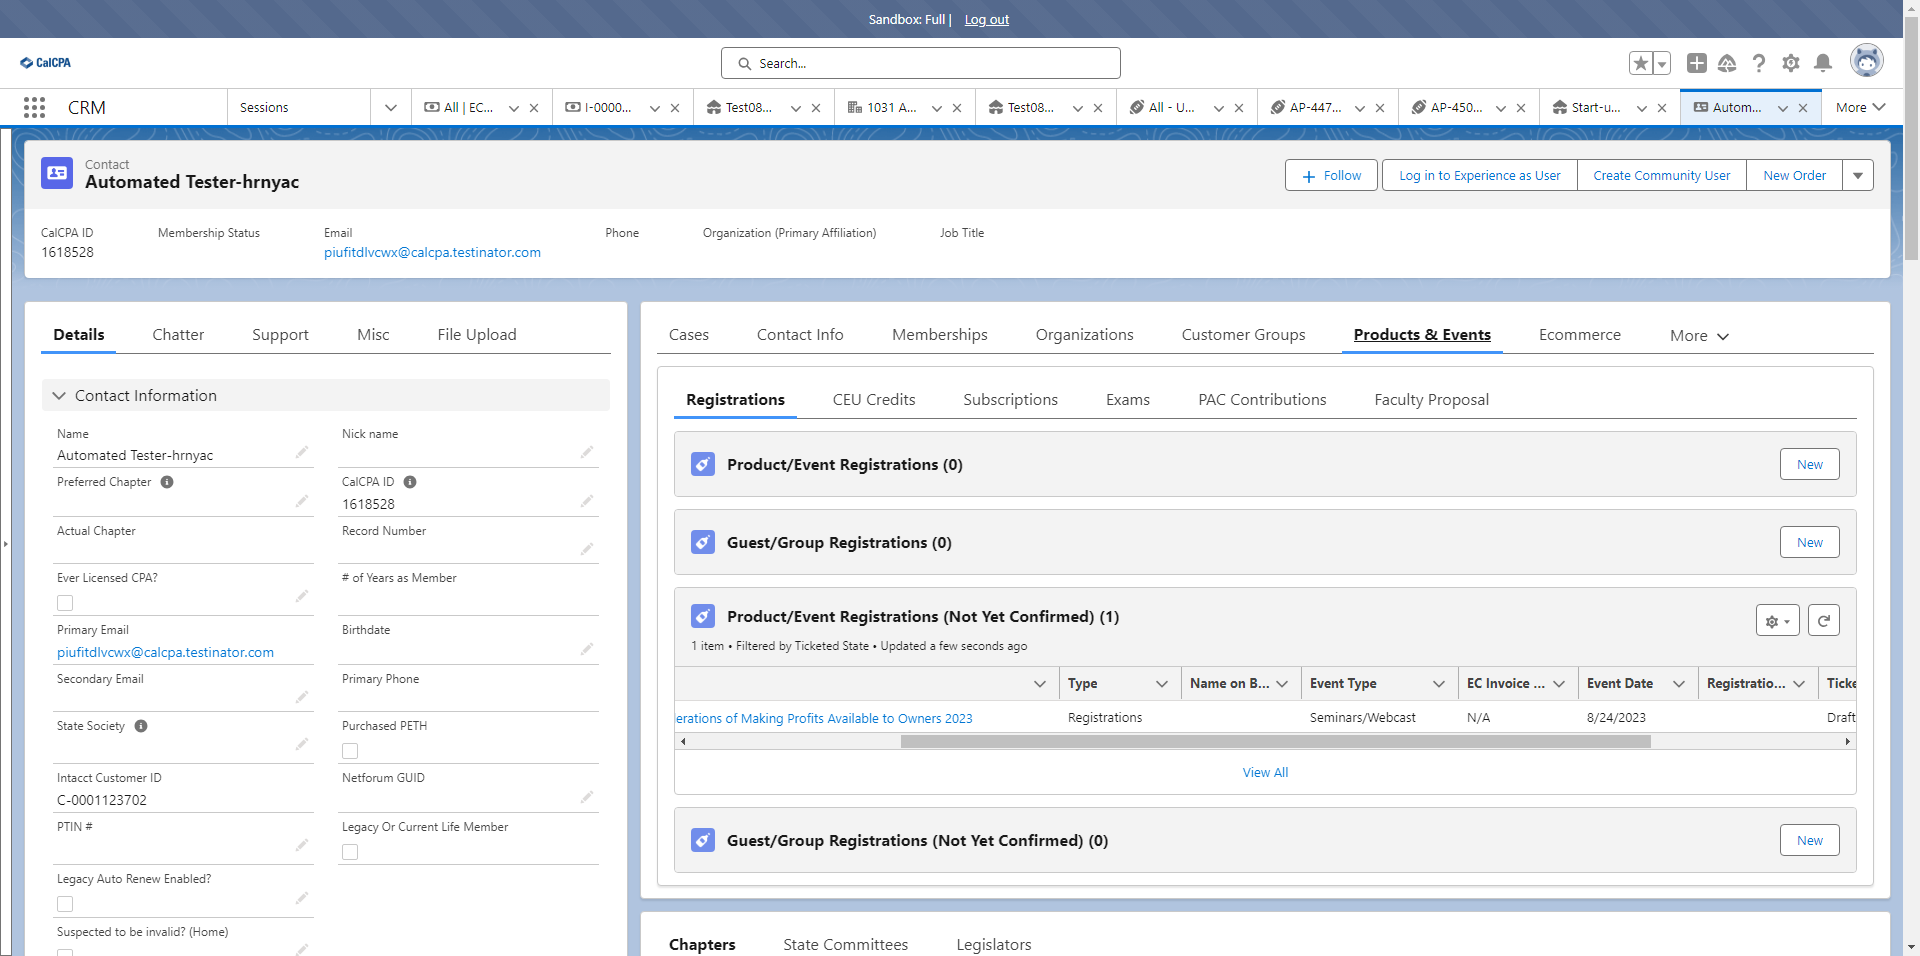 Sandbox: Full | Log out
CalCPA
Search...
CRM
Sessions
All | EC...
I-0000...
Test08...
1031 A...
Test08...
All - U...
AP-447...
AP-450...
Start-u...
Autom...
More
Contact
Automated Tester-hrnyac
Follow
Log in to Experience as User
Create Community User
New Order
CalCPA ID
Membership Status
Email
Phone
Organization (Primary Affiliation)
Job Title
1618528
piufitdlvcwx@calcpa.testinator.com
Details
Chatter
Support
Misc
File Upload
Contact Information
Name
Automated Tester-hrnyac
Nick name
Preferred Chapter
CalCPA ID
1618528
Actual Chapter
Record Number
Ever Licensed CPA?
# of Years as Member
Primary Email
piufitdlvcwx@calcpa.testinator.com
Birthdate
Secondary Email
Primary Phone
State Society
Purchased PETH
Intacct Customer ID
C-0001123702
Netforum GUID
PTIN #
Legacy Or Current Life Member
Legacy Auto Renew Enabled?
Suspected to be invalid? (Home)
Cases
Contact Info
Memberships
Organizations
Customer Groups
Products & Events
Ecommerce
More
Registrations
CEU Credits
Subscriptions
Exams
PAC Contributions
Faculty Proposal
Product/Event Registrations (0)
New
Guest/Group Registrations (0)
New
Product/Event Registrations (Not Yet Confirmed) (1)
1 item • Filtered by Ticketed State • Updated a few seconds ago
Type
Name on B...
Event Type
EC Invoice ...
Event Date
Registratio...
Ticke
erations of Making Profits Available to Owners 2023
Registrations
Seminars/Webcast
N/A
8/24/2023
Draft
View All
Guest/Group Registrations (Not Yet Confirmed) (0)
New
Chapters
State Committees
Legislators